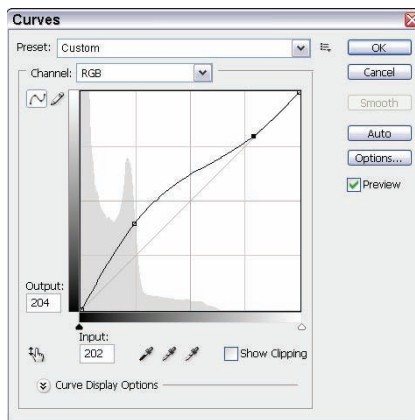 Curves
Preset: Custom
OK
Channel: RGB
Cancel
Smooth
Auto
Options...
Preview
Output:
204
Input:
202
Show Clipping
Curve Display Options